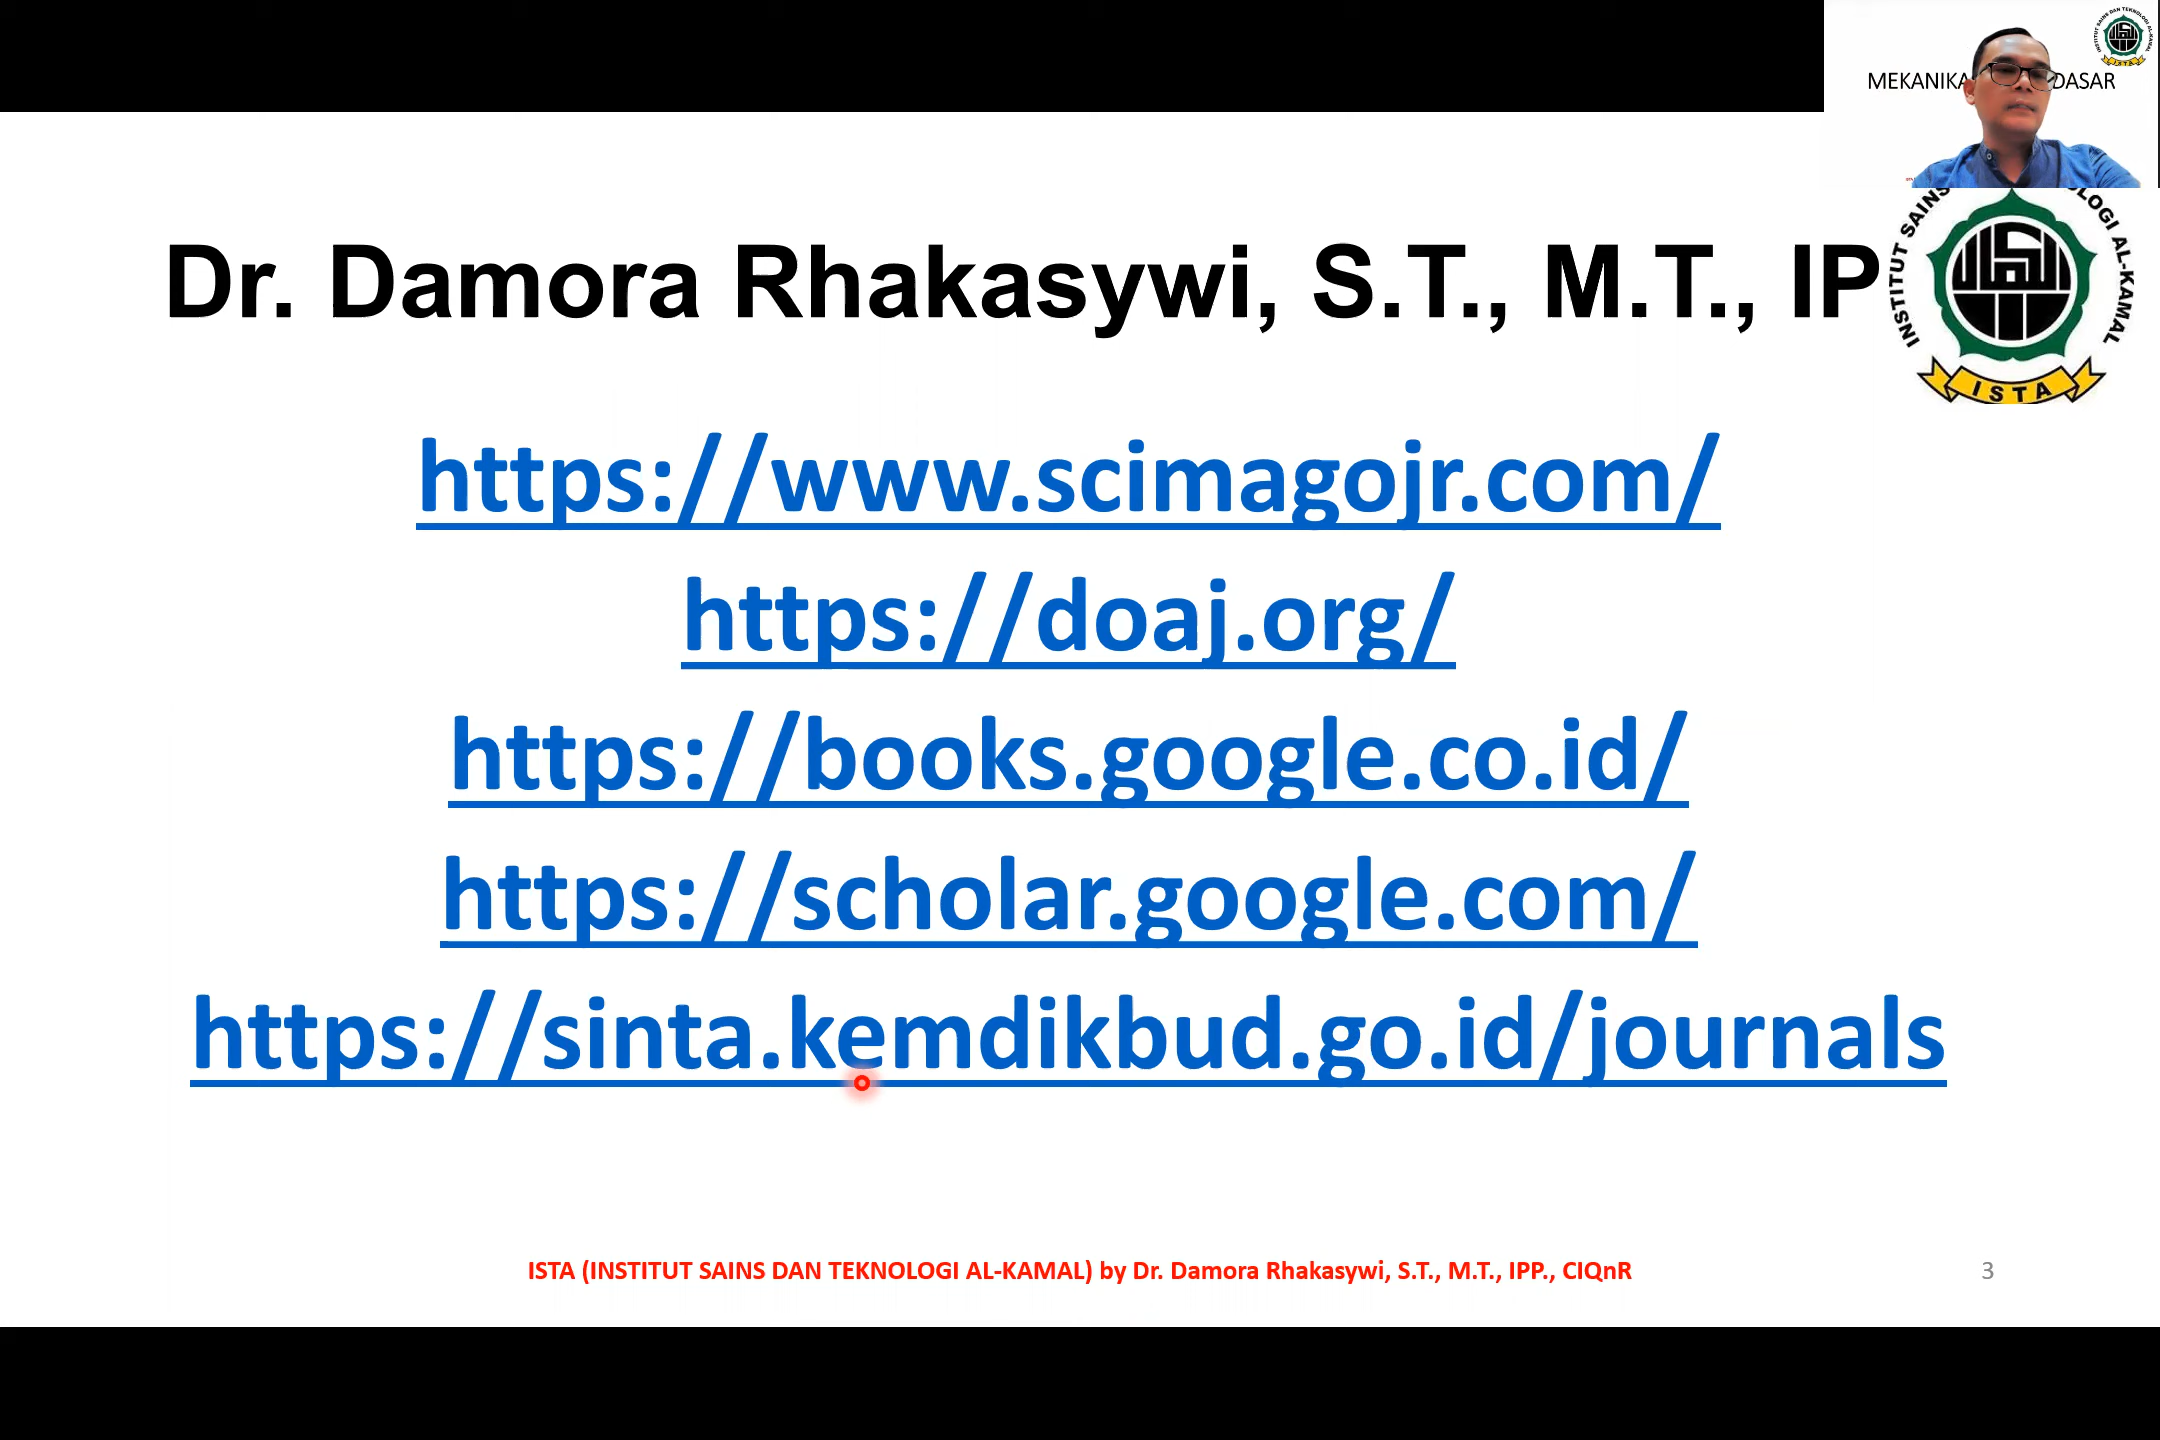 MEKANIKA DASAR
Dr. Damora Rhakasywi, S.T., M.T., IP
INSTITUT SAINS OLOGI AL-KAMAL
ISTA
https://www.scimagojr.com/
https://doaj.org/
https://books.google.co.id/
https://scholar.google.com/
https://sinta.kemdikbud.go.id/journals
ISTA (INSTITUT SAINS DAN TEKNOLOGI AL-KAMAL) by Dr. Damora Rhakasywi, S.T., M.T., IPP., CIQnR
3